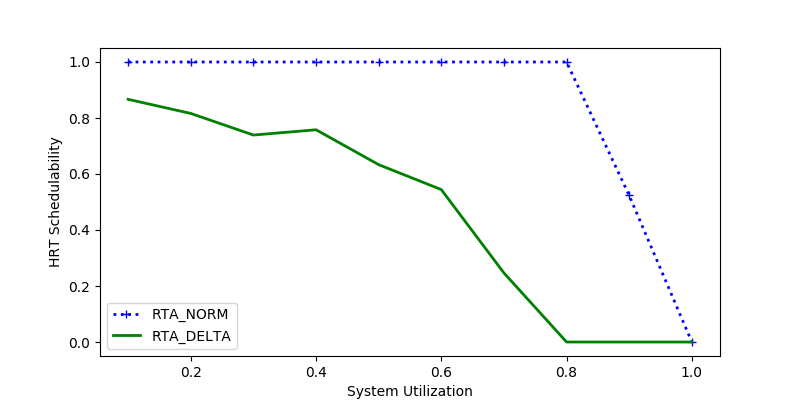 1.0
0.8
0.6
0.4
0.2
0.0
HRT Schedulability
RTA_NORM
RTA_DELTA
0.2 0.4 0.6 0.8 1.0
System Utilization